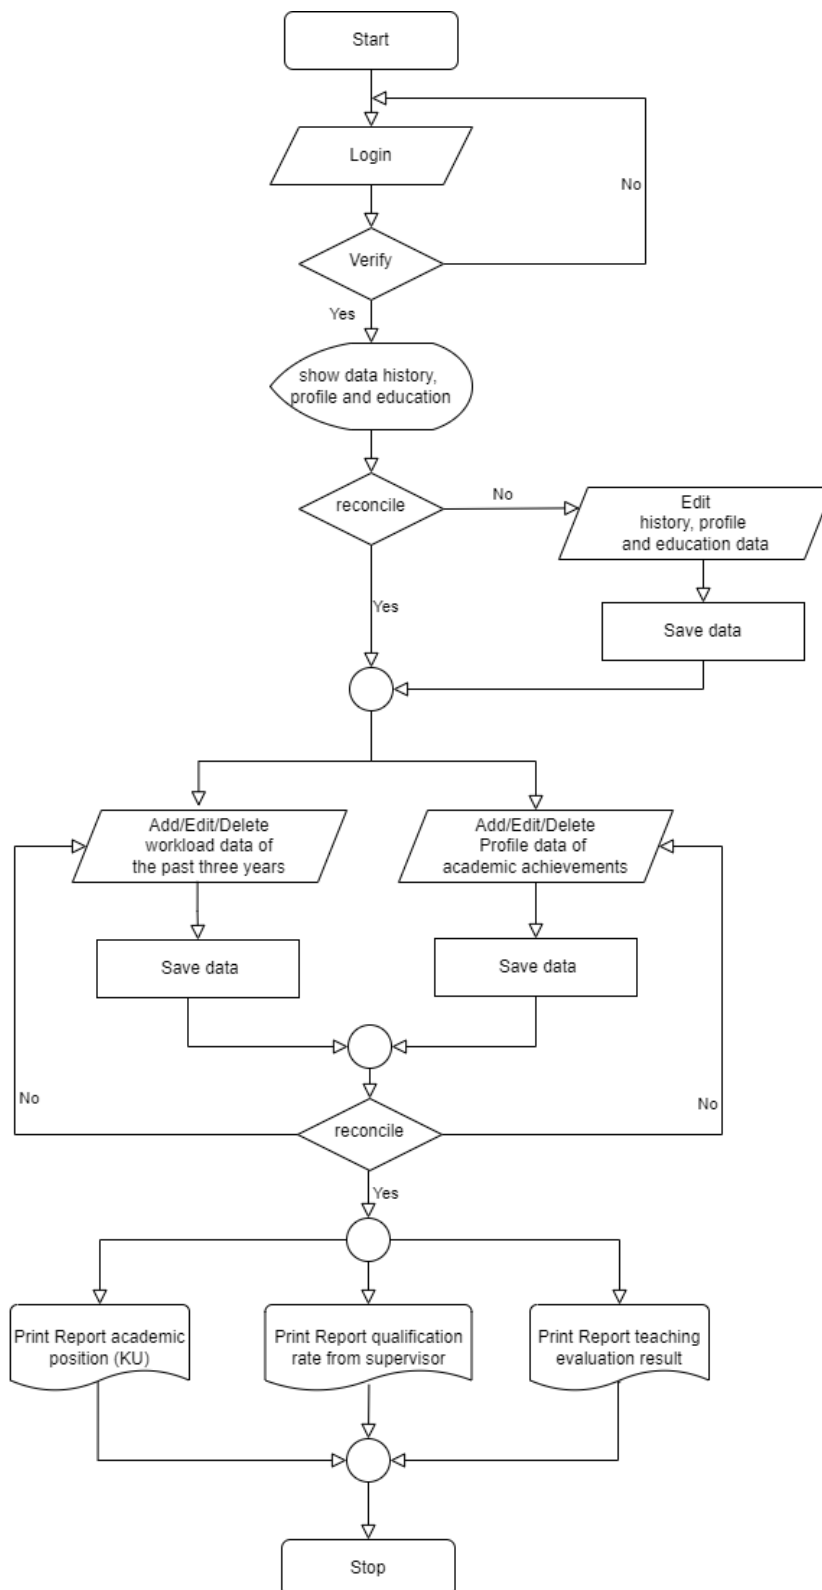 Start
Login
No
Verify
Yes
show data history,
profile and education
reconcile
No
Edit
history, profile
and education data
Yes
Save data
Add/Edit/Delete
workload data of
the past three years
Add/Edit/Delete
Profile data of
academic achievements
Save data
Save data
No
No
reconcile
Yes
Print Report academic
position (KU)
Print Report qualification
rate from supervisor
Print Report teaching
evaluation result
Stop